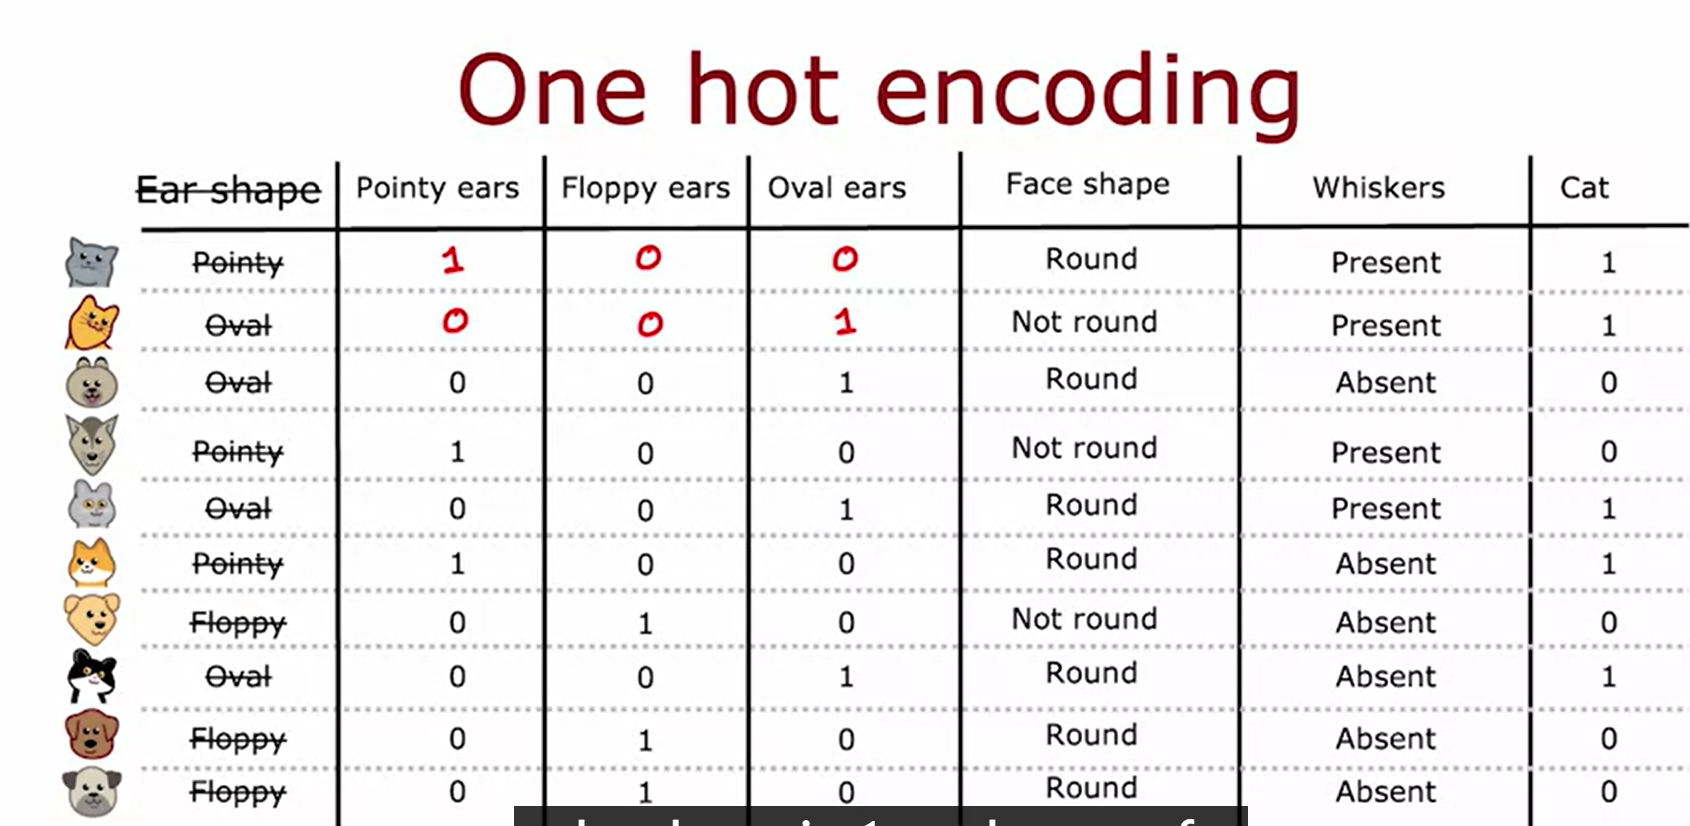 One hot encoding
Ear shape Pointy ears Floppy ears Oval ears Face shape Whiskers Cat
Pointy 1 0 0 Round Present 1
Oval 0 0 1 Not round Present 1
Oval 0 0 1 Round Absent 0
Pointy 1 0 0 Not round Present 0
Oval 0 0 1 Round Present 1
Pointy 1 0 0 Round Absent 1
Floppy 0 1 0 Not round Absent 0
Oval 0 0 1 Round Absent 1
Floppy 0 1 0 Round Absent 0
Floppy 0 1 0 Round Absent 0